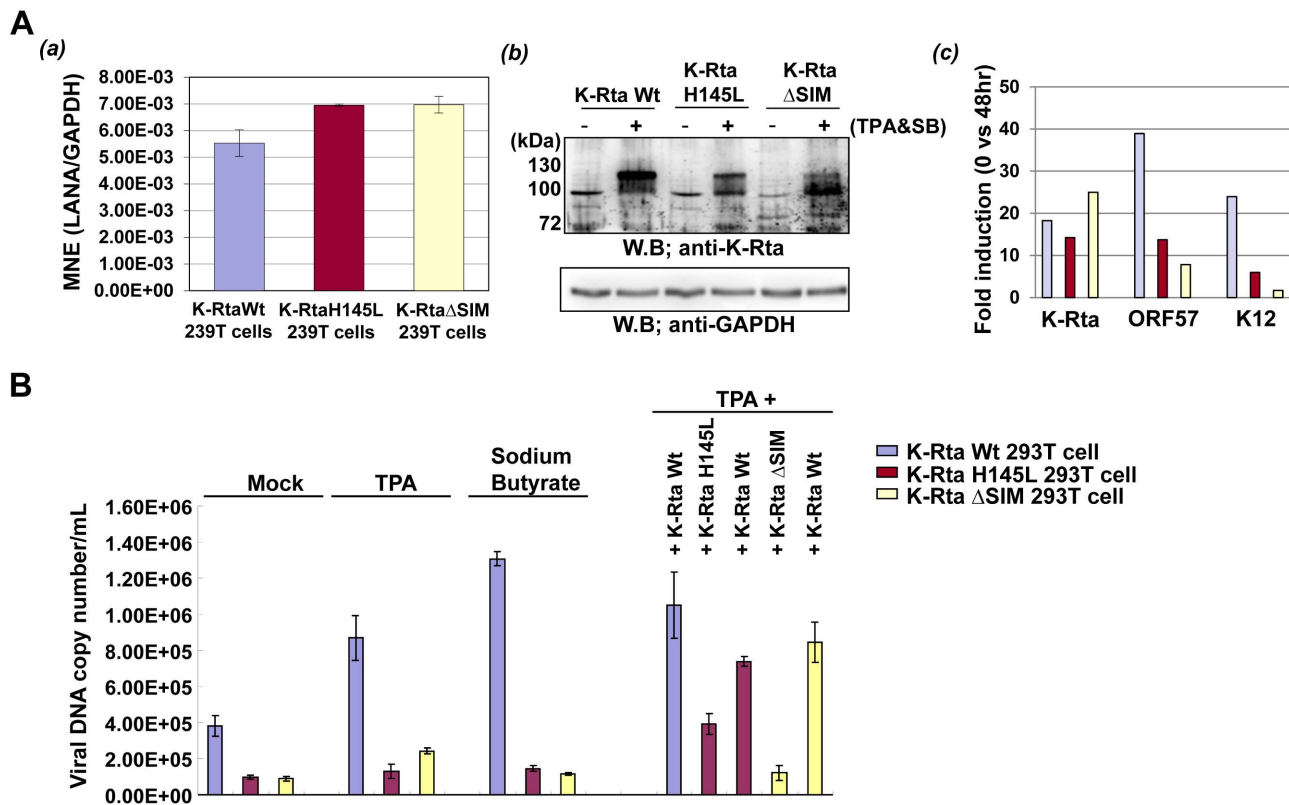 A
(a)
MNE (LANA/GAPDH)
8.00E-03
7.00E-03
6.00E-03
5.00E-03
4.00E-03
3.00E-03
2.00E-03
1.00E-03
0.00E+00
K-RtaWt
239T cells
K-RtaH145L
239T cells
K-RtaΔSIM
239T cells
(b)
K-Rta Wt
K-Rta
H145L
K-Rta
ΔSIM
- + - + - + (TPA&SB)
(kDa)
130
100
72
W.B; anti-K-Rta
W.B; anti-GAPDH
(c)
Fold induction (0 vs 48hr)
50
40
30
20
10
0
K-Rta
ORF57
K12
B
Viral DNA copy number/mL
1.60E+06
1.40E+06
1.20E+06
1.00E+06
8.00E+05
6.00E+05
4.00E+05
2.00E+05
0.00E+00
Mock
TPA
Sodium
Butyrate
TPA +
+ K-Rta Wt
+ K-Rta H145L
+ K-Rta Wt
+ K-Rta ΔSIM
+ K-Rta Wt
K-Rta Wt 293T cell
K-Rta H145L 293T cell
K-Rta ΔSIM 293T cell